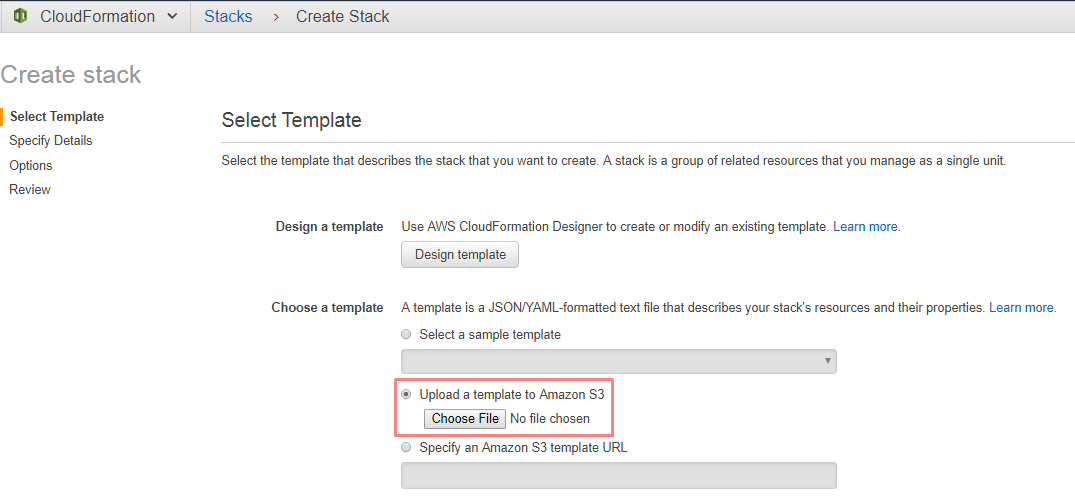 CloudFormation Stacks > Create Stack
Create stack
Select Template
Specify Details
Options
Review
Select Template
Select the template that describes the stack that you want to create. A stack is a group of related resources that you manage as a single unit.
Design a template Use AWS CloudFormation Designer to create or modify an existing template. Learn more.
Design template
Choose a template A template is a JSON/YAML-formatted text file that describes your stack's resources and their properties. Learn more.
Select a sample template
Upload a template to Amazon S3
Choose File No file chosen
Specify an Amazon S3 template URL